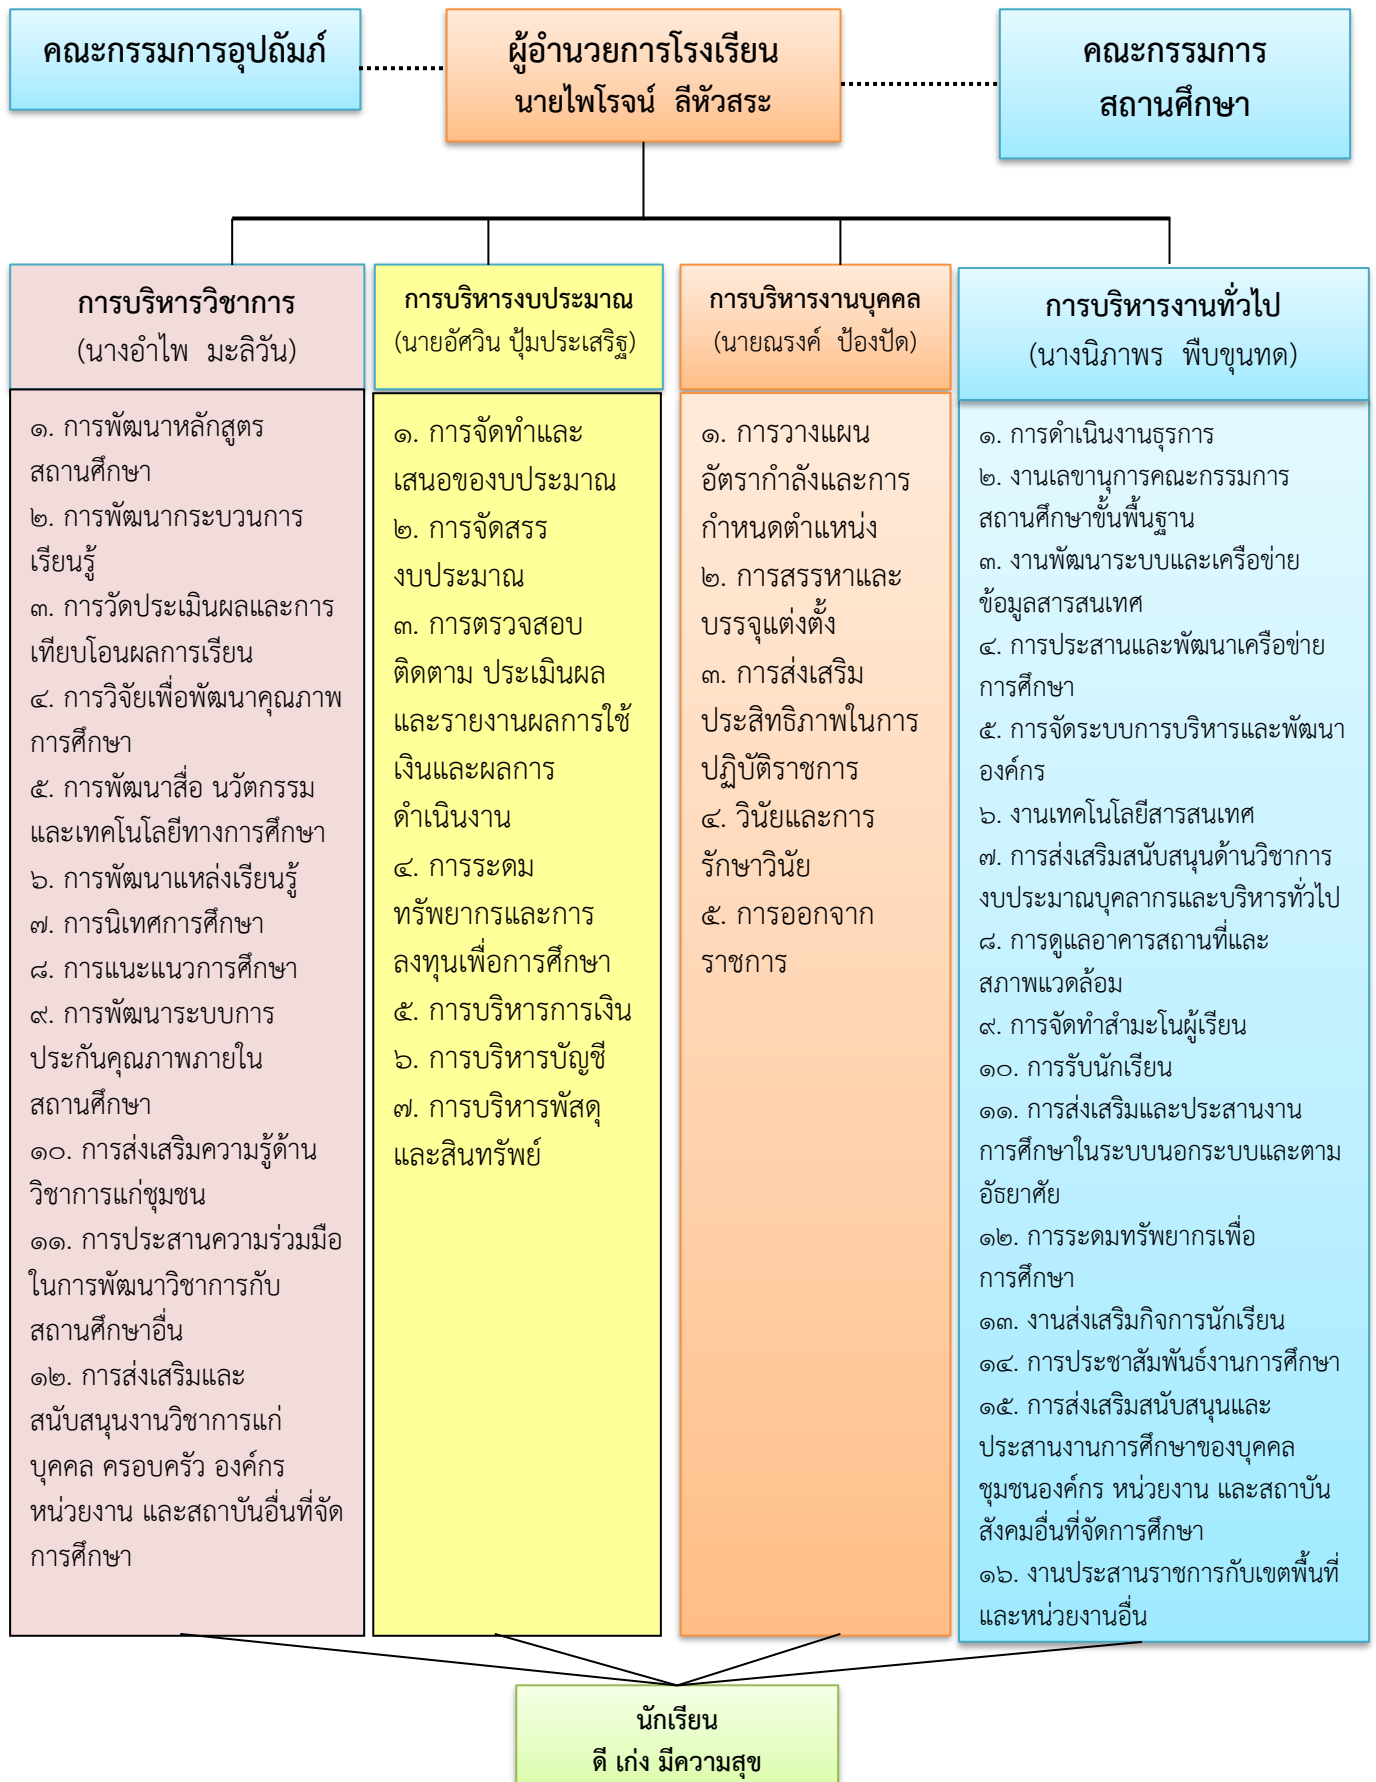 คณะกรรมการอุปถัมภ์
ผู้อำนวยการโรงเรียน
นายไพโรจน์ ลีหัวสระ
คณะกรรมการ
สถานศึกษา
การบริหารวิชาการ
(นางอำไพ มะลิวัน)
๑. การพัฒนาหลักสูตร
สถานศึกษา
๒. การพัฒนากระบวนการ
เรียนรู้
๓. การวัดประเมินผลและการ
เทียบโอนผลการเรียน
๔. การวิจัยเพื่อพัฒนาคุณภาพ
การศึกษา
๕. การพัฒนาสื่อ นวัตกรรม
และเทคโนโลยีทางการศึกษา
๖. การพัฒนาแหล่งเรียนรู้
๗. การนิเทศการศึกษา
๘. การแนะแนวการศึกษา
๙. การพัฒนาระบบการ
ประกันคุณภาพภายใน
สถานศึกษา
๑๐. การส่งเสริมความรู้ด้าน
วิชาการแก่ชุมชน
๑๑. การประสานความร่วมมือ
ในการพัฒนาวิชาการกับ
สถานศึกษาอื่น
๑๒. การส่งเสริมและ
สนับสนุนงานวิชาการแก่
บุคคล ครอบครัว องค์กร
หน่วยงาน และสถาบันอื่นที่จัด
การศึกษา
การบริหารงบประมาณ
(นายอัศวิน ปุ้มประเสริฐ)
๑. การจัดทำและ
เสนอของบประมาณ
๒. การจัดสรร
งบประมาณ
๓. การตรวจสอบ
ติดตาม ประเมินผล
และรายงานผลการใช้
เงินและผลการ
ดำเนินงาน
๔. การระดม
ทรัพยากรและการ
ลงทุนเพื่อการศึกษา
๕. การบริหารการเงิน
๖. การบริหารบัญชี
๗. การบริหารพัสดุ
และสินทรัพย์
การบริหารงานบุคคล
(นายณรงค์ ป้องปัด)
๑. การวางแผน
อัตรากำลังและการ
กำหนดตำแหน่ง
๒. การสรรหาและ
บรรจุแต่งตั้ง
๓. การส่งเสริม
ประสิทธิภาพในการ
ปฏิบัติราชการ
๔. วินัยและการ
รักษาวินัย
๕. การออกจาก
ราชการ
การบริหารงานทั่วไป
(นางนิภาพร พืบขุนทด)
๑. การดำเนินงานธุรการ
๒. งานเลขานุการคณะกรรมการ
สถานศึกษาขั้นพื้นฐาน
๓. งานพัฒนาระบบและเครือข่าย
ข้อมูลสารสนเทศ
๔. การประสานและพัฒนาเครือข่าย
การศึกษา
๕. การจัดระบบการบริหารและพัฒนา
องค์กร
๖. งานเทคโนโลยีสารสนเทศ
๗. การส่งเสริมสนับสนุนด้านวิชาการ
งบประมาณบุคลากรและบริหารทั่วไป
๘. การดูแลอาคารสถานที่และ
สภาพแวดล้อม
๙. การจัดทำสำมะโนผู้เรียน
๑๐. การรับนักเรียน
๑๑. การส่งเสริมและประสานงาน
การศึกษาในระบบนอกระบบและตาม
อัธยาศัย
๑๒. การระดมทรัพยากรเพื่อ
การศึกษา
๑๓. งานส่งเสริมกิจการนักเรียน
๑๔. การประชาสัมพันธ์งานการศึกษา
๑๕. การส่งเสริมสนับสนุนและ
ประสานงานการศึกษาของบุคคล
ชุมชนองค์กร หน่วยงาน และสถาบัน
สังคมอื่นที่จัดการศึกษา
๑๖. งานประสานราชการกับเขตพื้นที่
และหน่วยงานอื่น
นักเรียน
ดี เก่ง มีความสุข